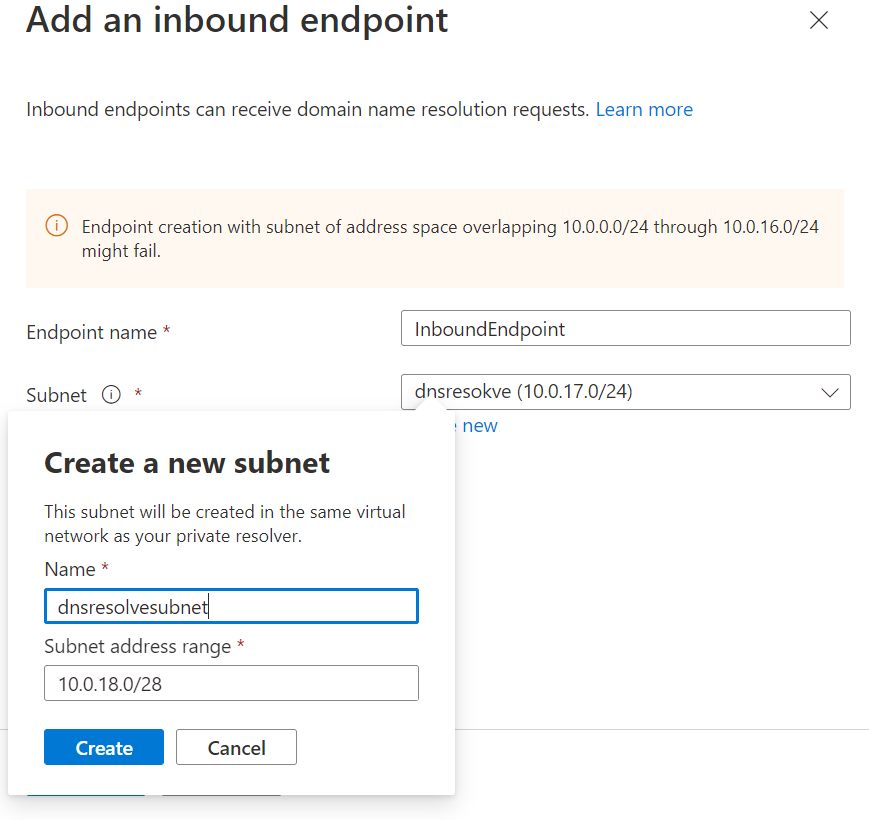 Add an inbound endpoint
Inbound endpoints can receive domain name resolution requests. Learn more
Endpoint creation with subnet of address space overlapping 10.0.0.0/24 through 10.0.16.0/24
might fail.
Endpoint name *
InboundEndpoint
Subnet *
dnsresokve (10.0.17.0/24)
new
Create a new subnet
This subnet will be created in the same virtual
network as your private resolver.
Name *
dnsresolvesubnet
Subnet address range *
10.0.18.0/28
Create
Cancel